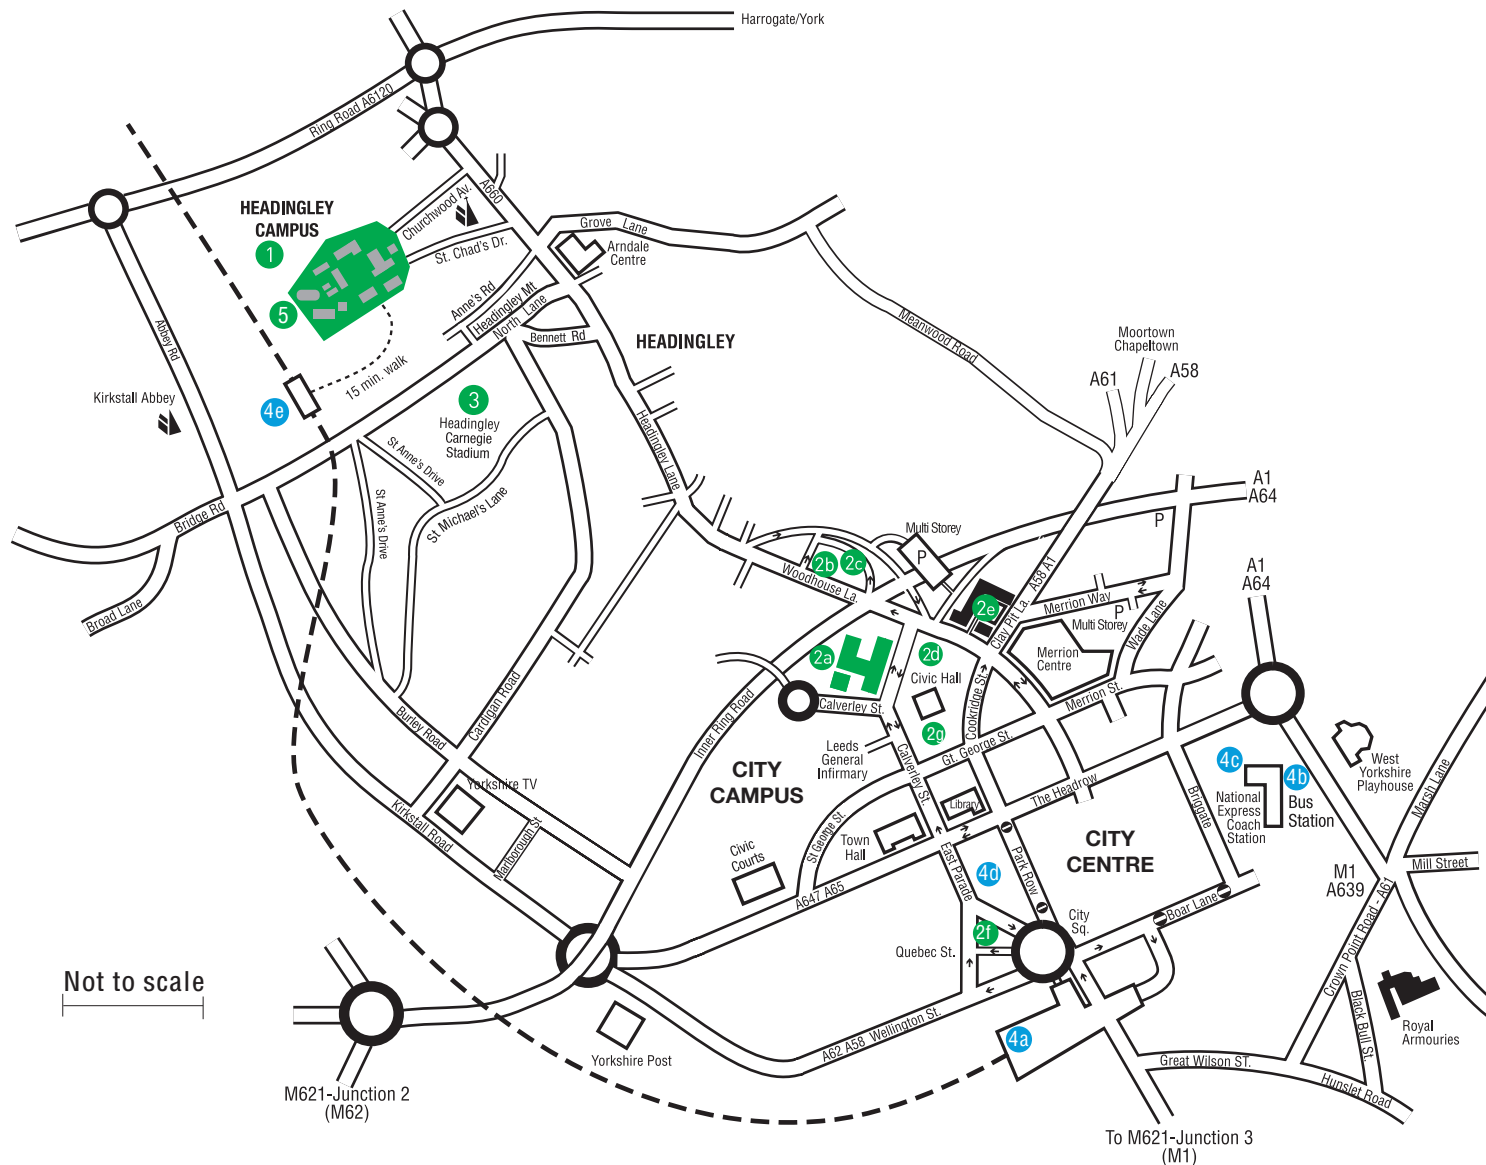 Harrogate/York
Ring Road A6120
A660
Churchwood Av.
HEADINGLEY
CAMPUS
1
5
St. Chad's Dr.
Grove Lane
Arndale
Centre
Anne's Rd
Headingley Mt
North Lane
Bennett Rd
HEADINGLEY
Abbey Rd
15 min. walk
Kirkstall Abbey
4e
3
Headingley
Carnegie
Stadium
Meanwood Road
Moortown
Chapeltown
A61
A58
St Anne's Drive
St Anne's Drive
St Michael's Lane
Headingley Lane
Bridge Rd
Broad Lane
A1
A64
Multi Storey
P
P
2b
2c
Woodhouse La.
2e
Clay Pit La.
A58 A1
Merrion Way
P
Multi Storey
Wade Lane
A1
A64
Merrion
Centre
2a
2d
Civic Hall
2g
Cookridge St.
Merrion St.
Calverley St.
Inner Ring Road
Cardigan Road
Burley Road
Leeds
General
Infirmary
Calverley St.
Gt. George St.
CITY
CAMPUS
Yorkshire TV
Kirkstall Road
Marlborough St
St George St.
Library
The Headrow
Briggate
4c
4b
National
Express
Coach
Station
Bus
Station
West
Yorkshire
Playhouse
Marsh Lane
Civic
Courts
Town
Hall
East Parade
4d
Park Row
CITY
CENTRE
M1
A639
Mill Street
A647 A65
City
Sq.
Boar Lane
2f
Quebec St.
Crown Point Road - A61
Black Bull St.
Royal
Armouries
Not to scale
Yorkshire Post
A62 A58 Wellington St.
4a
Great Wilson ST.
Hunslet Road
M621-Junction 2
(M62)
To M621-Junction 3
(M1)